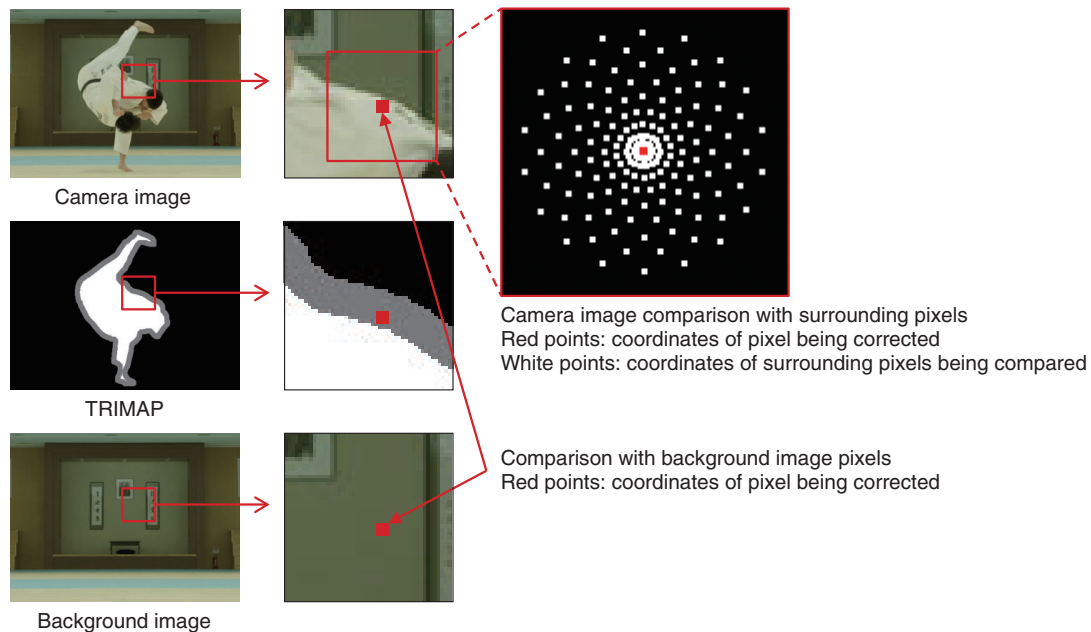 Camera image
Camera image comparison with surrounding pixels
Red points: coordinates of pixel being corrected
White points: coordinates of surrounding pixels being compared
TRIMAP
Comparison with background image pixels
Red points: coordinates of pixel being corrected
Background image